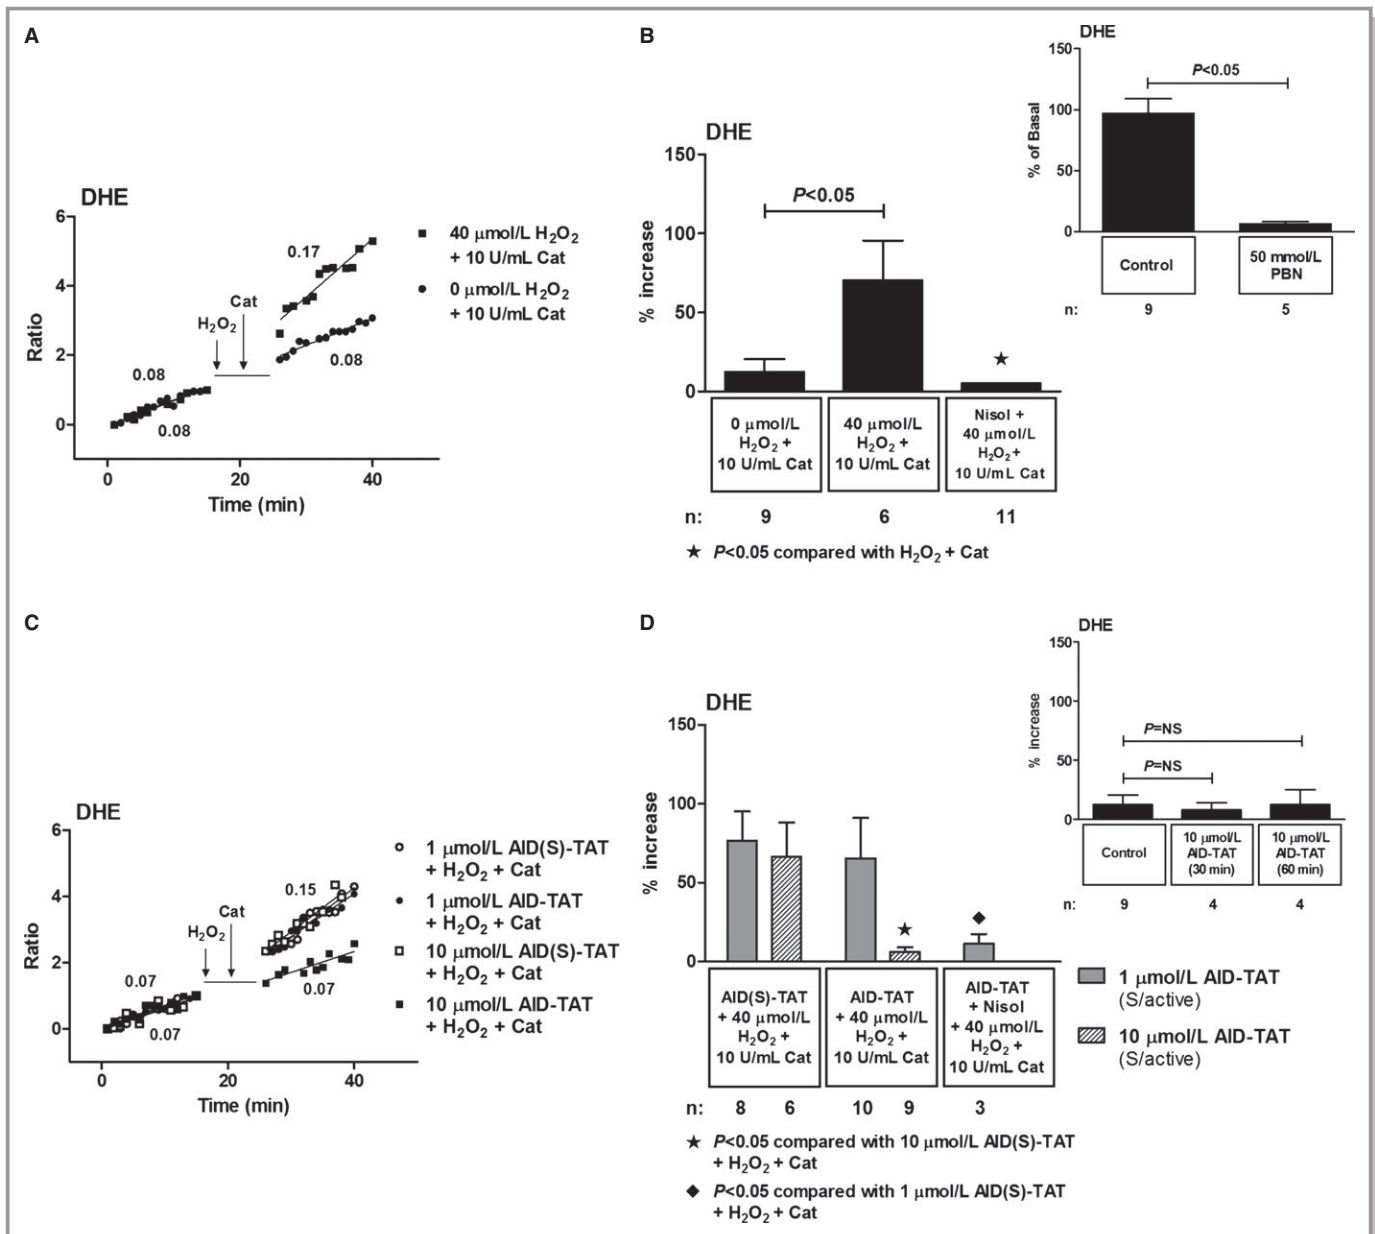 A
DHE
6
4
2
0
Ratio
0.08
0.08
H₂O₂
Cat
0.17
0.08
0
20
40
Time (min)
40 µmol/L H₂O₂
+ 10 U/mL Cat
0 µmol/L H₂O₂
+ 10 U/mL Cat
B
DHE
150
100
50
0
% increase
P<0.05
★
0 µmol/L
H₂O₂ +
10 U/mL Cat
40 µmol/L
H₂O₂ +
10 U/mL Cat
Nisol +
40 µmol/L
H₂O₂ +
10 U/mL Cat
n: 9 6 11
★ P<0.05 compared with H₂O₂ + Cat
DHE
150
100
50
0
% of Basal
P<0.05
Control
50 mmol/L
PBN
n: 9 5
C
DHE
6
4
2
0
Ratio
0.07
0.07
H₂O₂
Cat
0.15
0.07
0
20
40
Time (min)
1 µmol/L AID(S)-TAT
+ H₂O₂ + Cat
1 µmol/L AID-TAT
+ H₂O₂ + Cat
10 µmol/L AID(S)-TAT
+ H₂O₂ + Cat
10 µmol/L AID-TAT
+ H₂O₂ + Cat
D
DHE
150
100
50
0
% increase
★
◆
AID(S)-TAT
+ 40 µmol/L
H₂O₂ +
10 U/mL Cat
AID-TAT
+ 40 µmol/L
H₂O₂ +
10 U/mL Cat
AID-TAT
+ Nisol
+ 40 µmol/L
H₂O₂ +
10 U/mL Cat
n: 8 6 10 9 3
★ P<0.05 compared with 10 µmol/L AID(S)-TAT
+ H₂O₂ + Cat
◆ P<0.05 compared with 1 µmol/L AID(S)-TAT
+ H₂O₂ + Cat
DHE
150
100
50
0
% increase
P=NS
P=NS
Control
10 µmol/L
AID-TAT
(30 min)
10 µmol/L
AID-TAT
(60 min)
n: 9 4 4
1 µmol/L AID-TAT
(S/active)
10 µmol/L AID-TAT
(S/active)